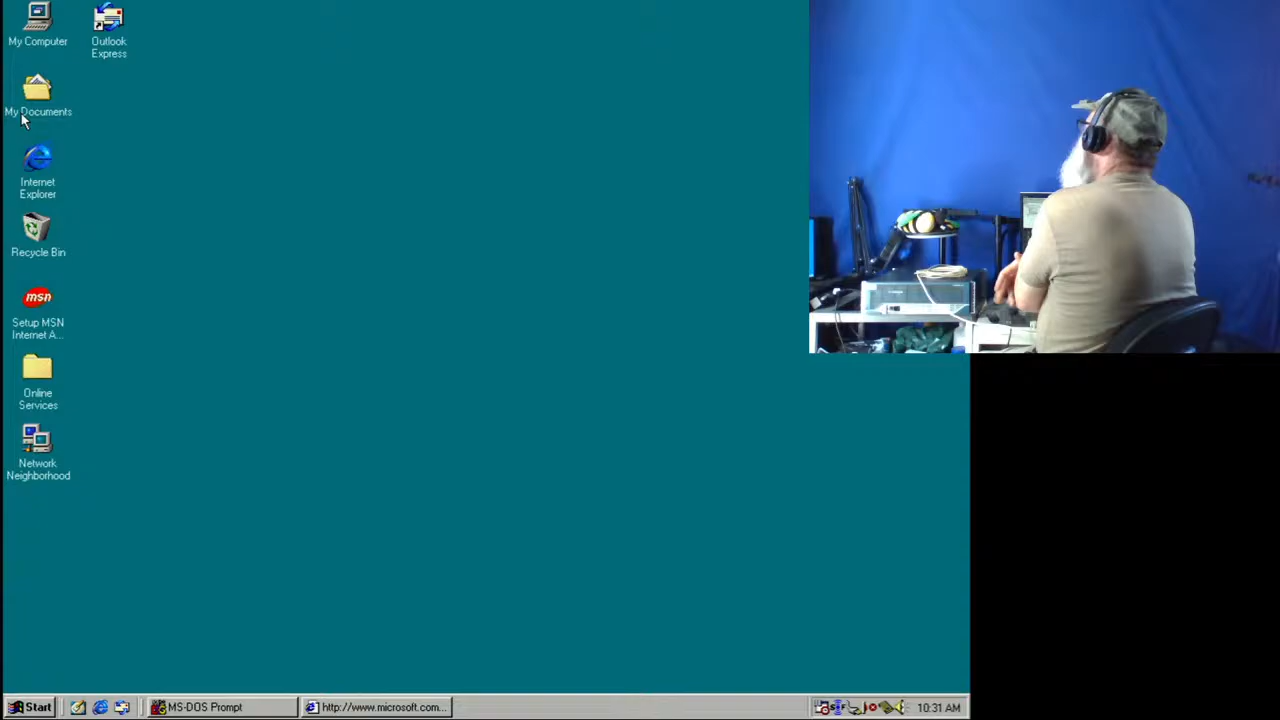 My Computer
Outlook
Express
My Documents
Internet
Explorer
Recycle Bin
msn
Setup MSN
Internet A...
Online
Services
Network
Neighborhood
Start
MS-DOS Prompt
http://www.microsoft.com...
10:31 AM